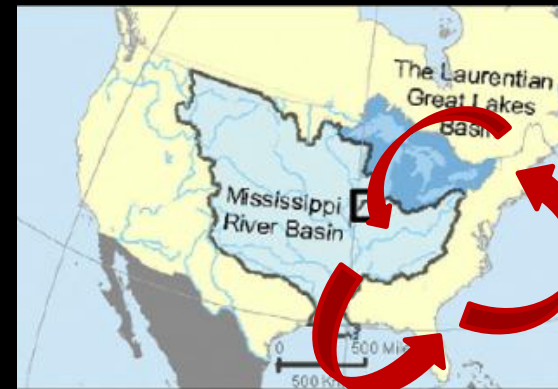 The Laurentian
Great Lakes
Basin
Mississippi
River Basin
0
500 Mi
500 K